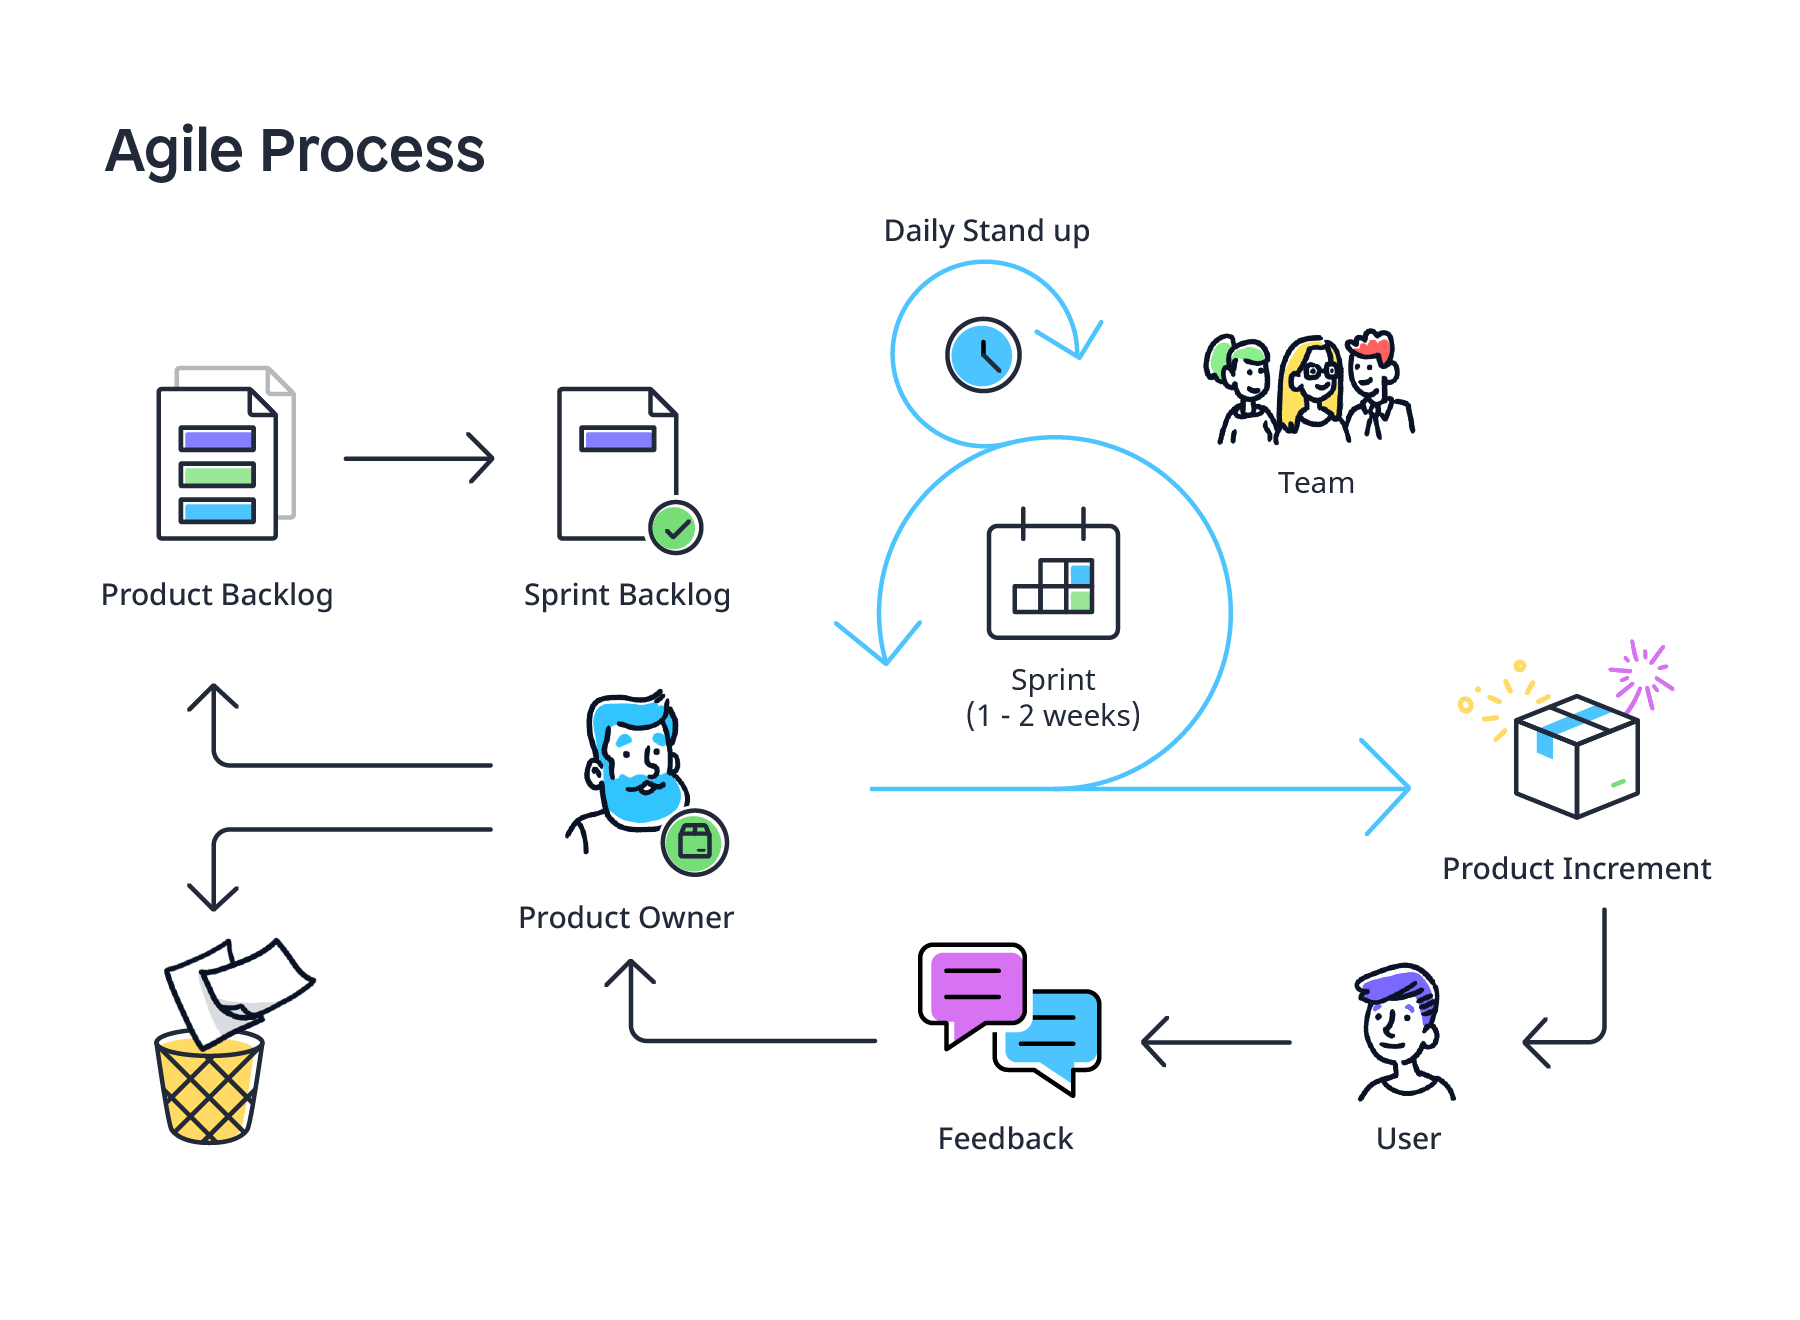 Agile Process
Daily Stand up
Team
Product Backlog
Sprint Backlog
Sprint
(1 - 2 weeks)
Product Increment
Product Owner
Feedback
User